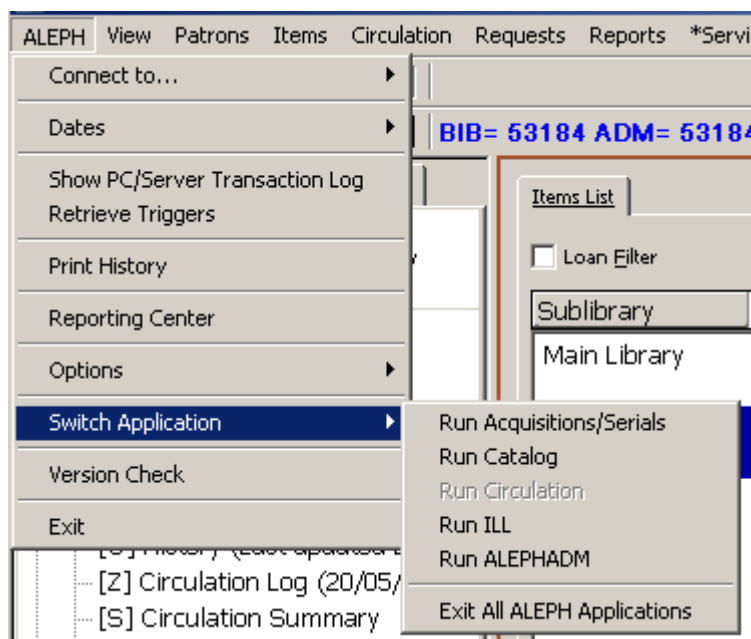 ALEPH View Patrons Items Circulation Requests Reports *Servi
Connect to...
Dates
BIB= 53184 ADM= 53184
Show PC/Server Transaction Log
Retrieve Triggers
Items List
Print History
Loan Filter
Reporting Center
Sublibrary
Main Library
Options
Switch Application
Run Acquisitions/Serials
Run Catalog
Version Check
Run Circulation
Exit
Run ILL
Run ALEPHADM
[Z] Circulation Log (20/05/
Exit All ALEPH Applications
[S] Circulation Summary